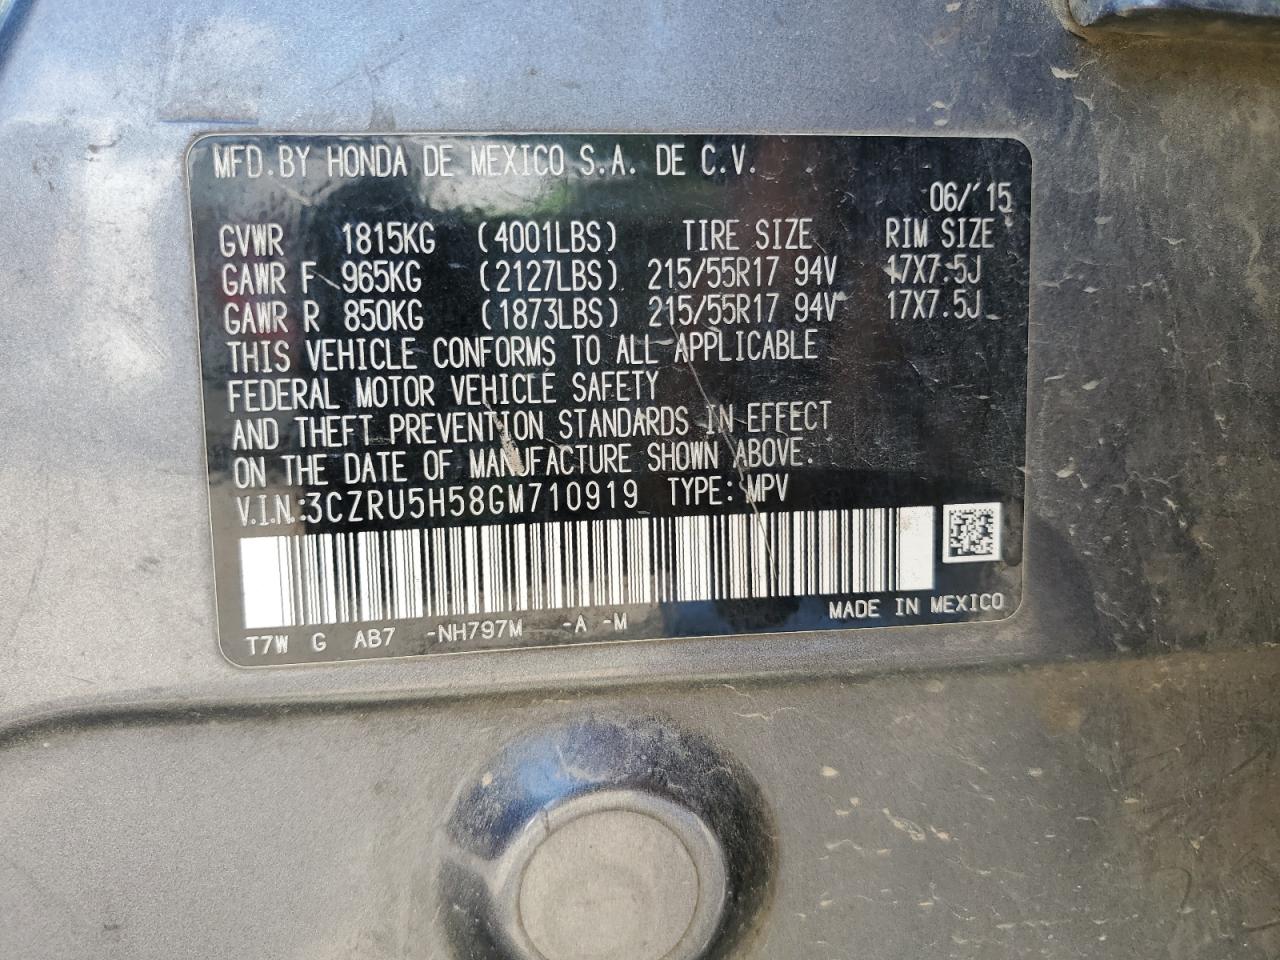 MFD.BY HONDA DE MEXICO S.A. DE C.V.
06/'15
GVWR 1815KG (4001LBS) TIRE SIZE RIM SIZE
GAWR F 965KG (2127LBS) 215/55R17 94V 17X7.5J
GAWR R 850KG (1873LBS) 215/55R17 94V 17X7.5J
THIS VEHICLE CONFORMS TO ALL APPLICABLE
FEDERAL MOTOR VEHICLE SAFETY
AND THEFT PREVENTION STANDARDS IN EFFECT
ON THE DATE OF MANUFACTURE SHOWN ABOVE.
V.I.N.:3CZRU5H58GM710919 TYPE: MPV
MADE IN MEXICO
T7W G AB7 -NH797M -A -M